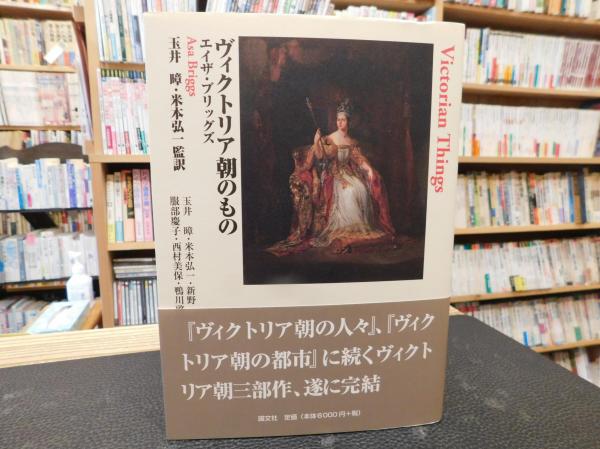 Victorian Things
ヴィクトリア朝のもの
エイザ・ブリッグズ
Asa Briggs
玉井 暲・米本弘一 監訳
玉井 暲・米本弘一・新野
服部慶子・西村美保・鴨川
『ヴィクトリア朝の人々』、『ヴィク
トリア朝の都市』に続くヴィクト
リア朝三部作、遂に完結
国文社 定価(本体6000円+税)